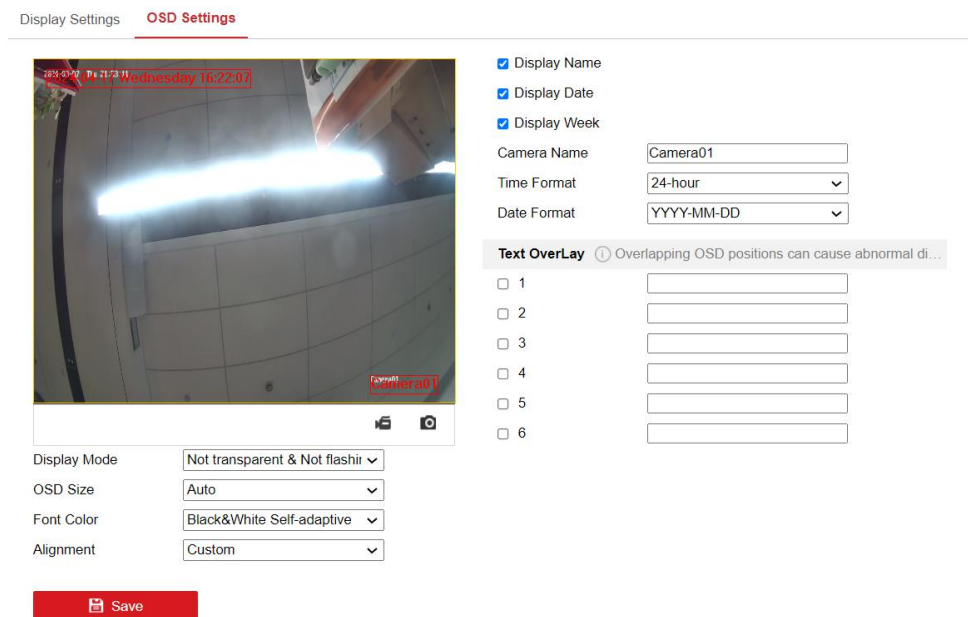 Display Settings
OSD Settings
Wednesday 16:22:07
Camera01
Display Mode
Not transparent & Not flashin
OSD Size
Auto
Font Color
Black&White Self-adaptive
Alignment
Custom
Save
Display Name
Display Date
Display Week
Camera Name
Camera01
Time Format
24-hour
Date Format
YYYY-MM-DD
Text OverLay
Overlapping OSD positions can cause abnormal di...
1
2
3
4
5
6